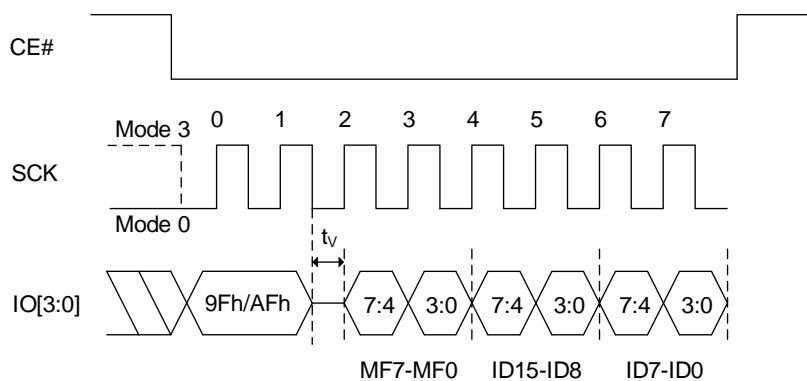 CE#
Mode 3
0 1 2 3 4 5 6 7
SCK
Mode 0
tV
IO[3:0]
9Fh/AFh
7:4 3:0 7:4 3:0 7:4 3:0
MF7-MF0 ID15-ID8 ID7-ID0